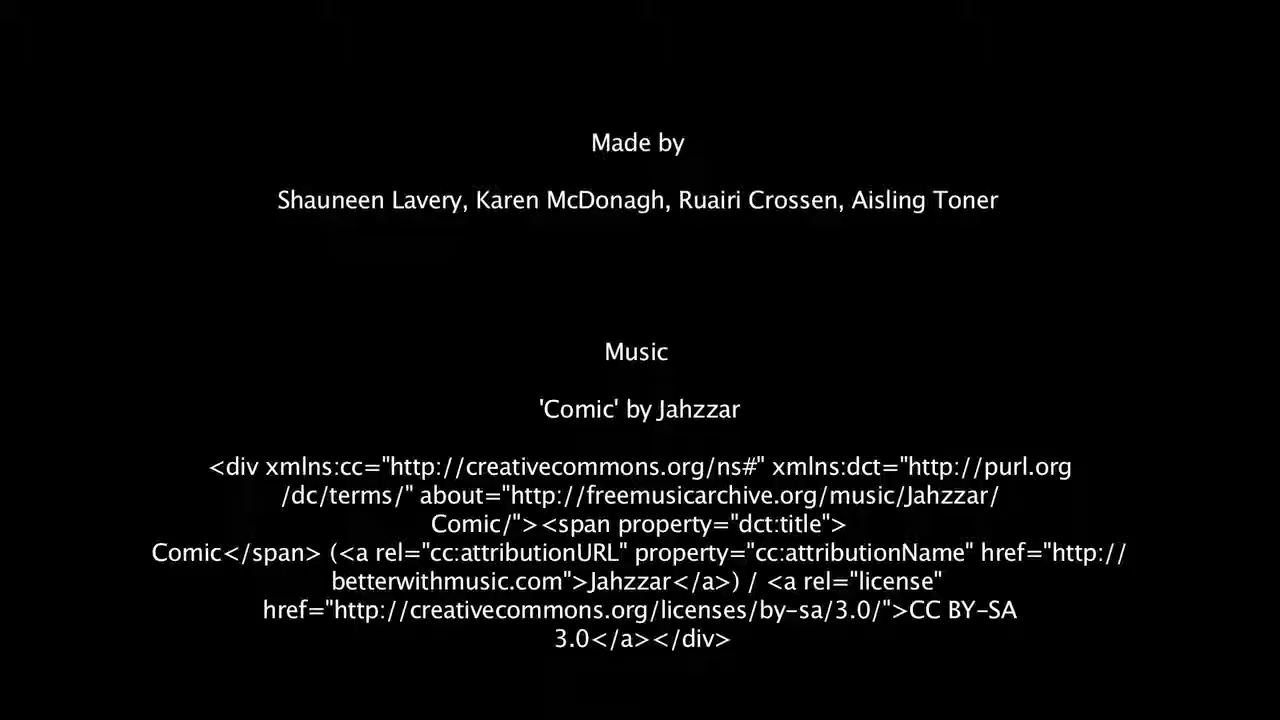 Made by
Shauneen Lavery, Karen McDonagh, Ruairi Crossen, Aisling Toner
Music
'Comic' by Jahzzar
<div xmlns:cc="http://creativecommons.org/ns#" xmlns:dct="http://purl.org
/dc/terms/" about="http://freemusicarchive.org/music/Jahzzar/
Comic/"><span property="dct:title">
Comic</span> (<a rel="cc:attributionURL" property="cc:attributionName" href="http://
betterwithmusic.com">Jahzzar</a>) / <a rel="license"
href="http://creativecommons.org/licenses/by-sa/3.0/">CC BY-SA
3.0</a></div>